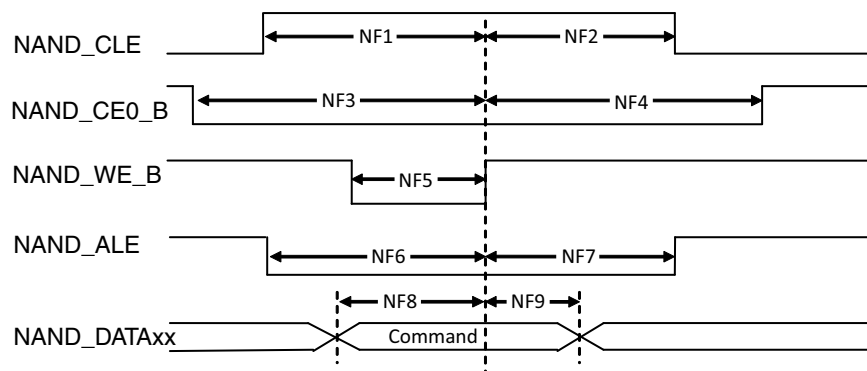 NAND_CLE NF1 NF2
NAND_CE0_B NF3 NF4
NAND_WE_B NF5
NAND_ALE NF6 NF7
NF8 NF9
NAND_DATAxx Command